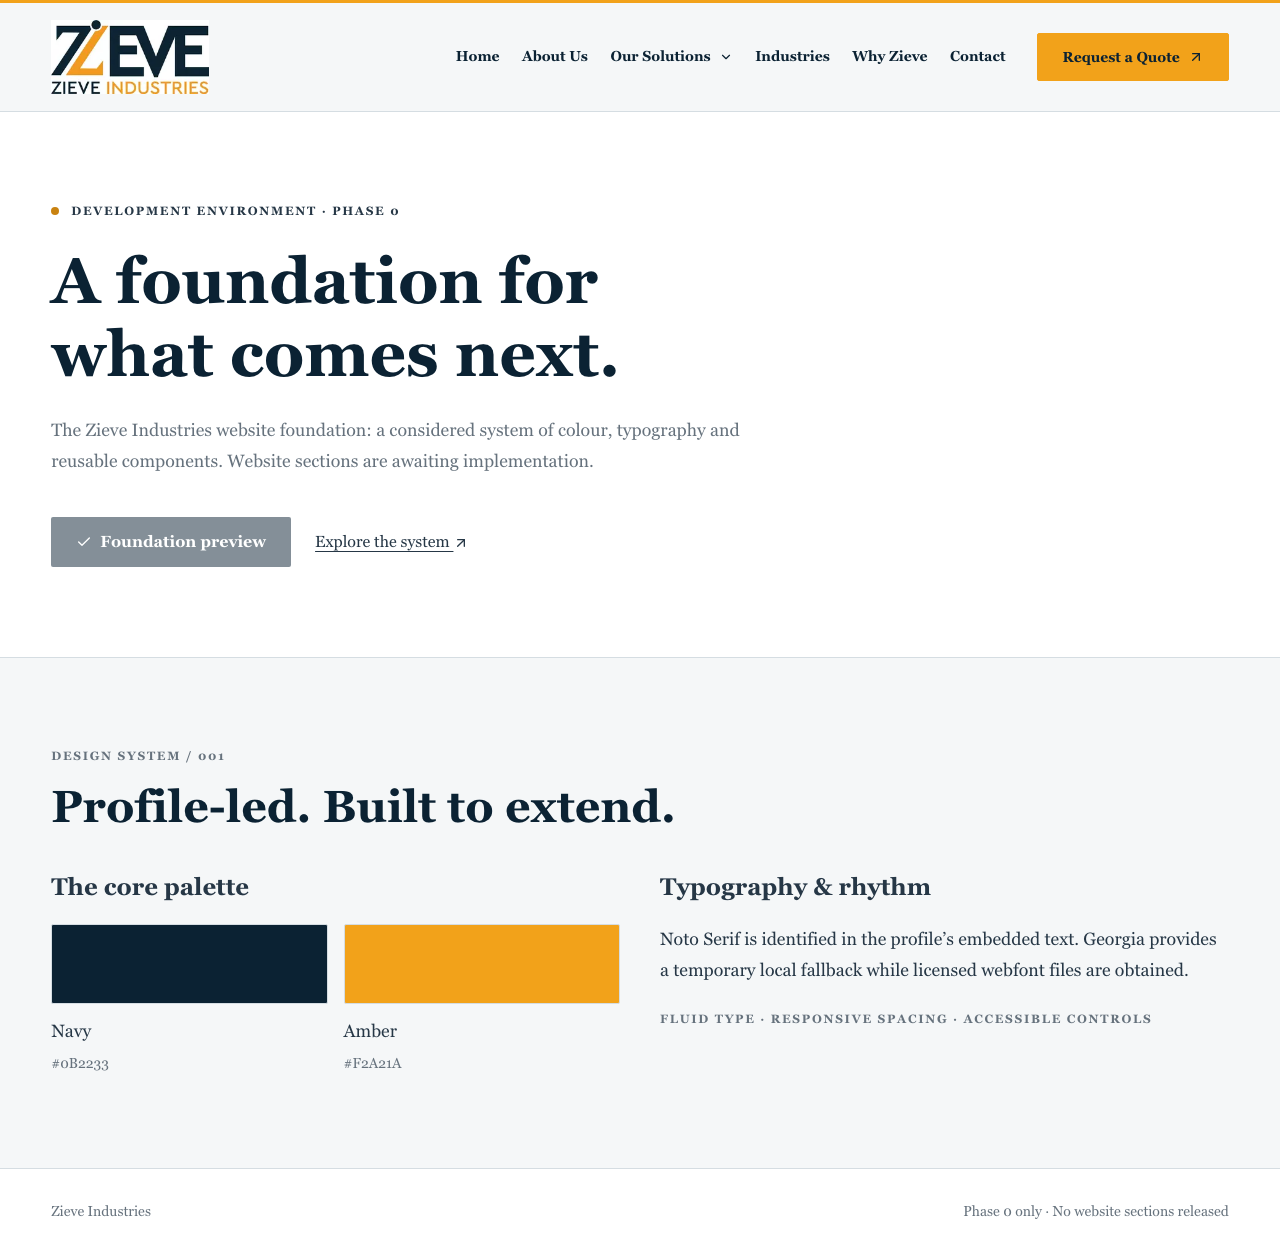 ZIEVE
ZIEVE INDUSTRIES
Home About Us Our Solutions Industries Why Zieve Contact Request a Quote
DEVELOPMENT ENVIRONMENT · PHASE 0
A foundation for
what comes next.
The Zieve Industries website foundation: a considered system of colour, typography and
reusable components. Website sections are awaiting implementation.
Foundation preview Explore the system
DESIGN SYSTEM / 001
Profile-led. Built to extend.
The core palette
Navy
#0B2233
Amber
#F2A21A
Typography & rhythm
Noto Serif is identified in the profile’s embedded text. Georgia provides
a temporary local fallback while licensed webfont files are obtained.
FLUID TYPE · RESPONSIVE SPACING · ACCESSIBLE CONTROLS
Zieve Industries
Phase 0 only · No website sections released